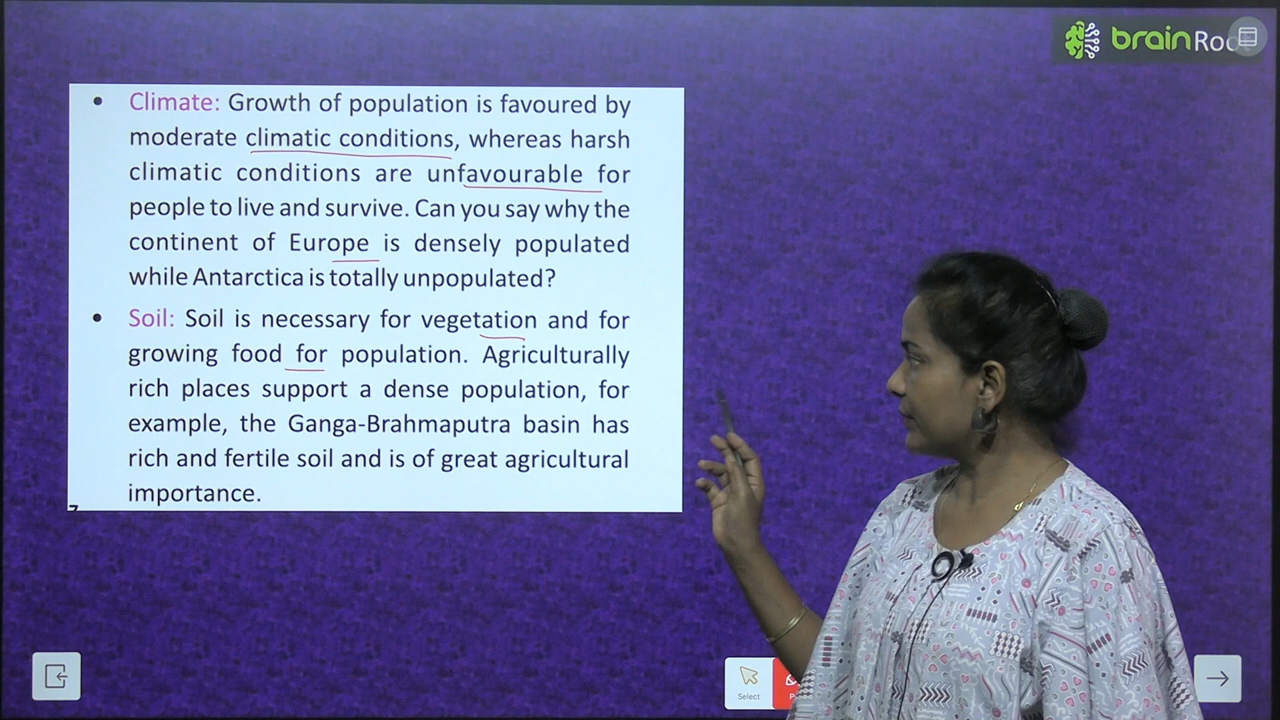 brainRoo
• Climate: Growth of population is favoured by
moderate climatic conditions, whereas harsh
climatic conditions are unfavourable for
people to live and survive. Can you say why the
continent of Europe is densely populated
while Antarctica is totally unpopulated?
• Soil: Soil is necessary for vegetation and for
growing food for population. Agriculturally
rich places support a dense population, for
example, the Ganga-Brahmaputra basin has
rich and fertile soil and is of great agricultural
importance.
Select